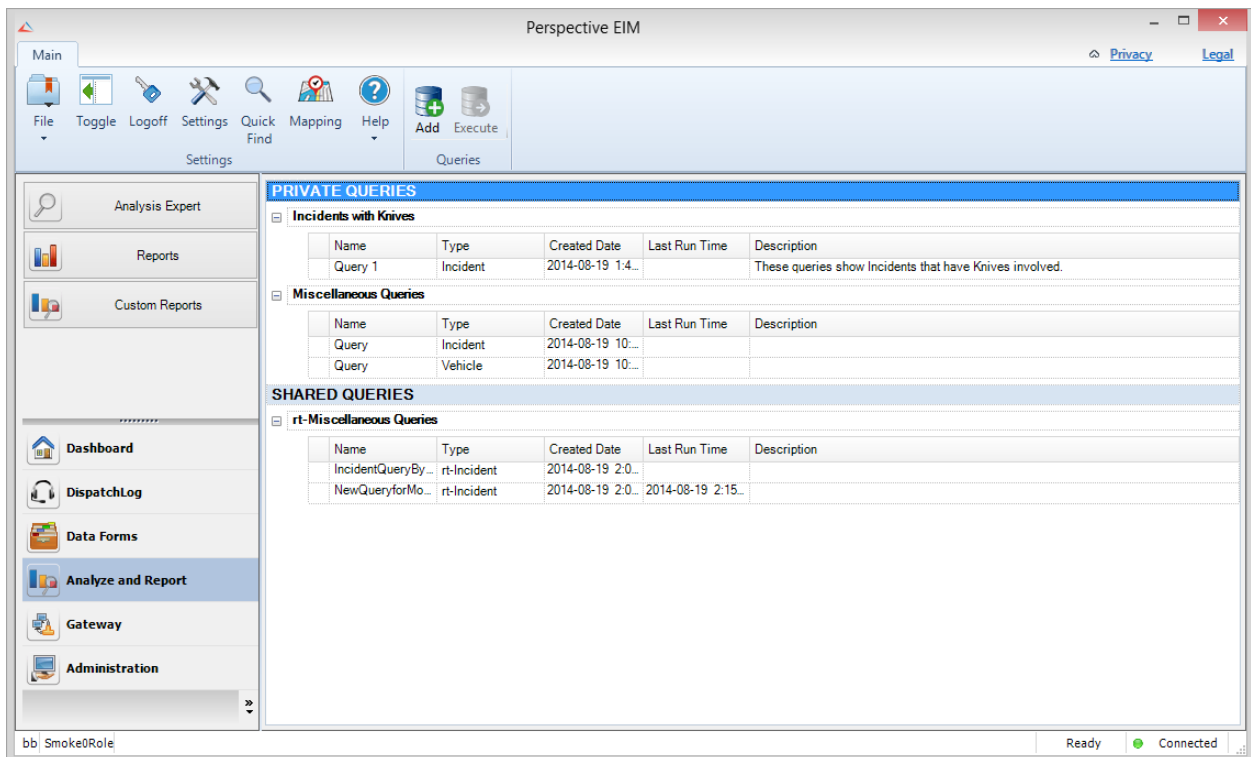 Perspective EIM
Main
Privacy
Legal
File
Toggle
Logoff
Settings
Quick Find
Mapping
Help
Add
Execute
Settings
Queries
Analysis Expert
Reports
Custom Reports
Dashboard
DispatchLog
Data Forms
Analyze and Report
Gateway
Administration
PRIVATE QUERIES
Incidents with Knives
Name Type Created Date Last Run Time Description
Query 1 Incident 2014-08-19 1:4... These queries show Incidents that have Knives involved.
Miscellaneous Queries
Name Type Created Date Last Run Time Description
Query Incident 2014-08-19 10:...
Query Vehicle 2014-08-19 10:...
SHARED QUERIES
rt-Miscellaneous Queries
Name Type Created Date Last Run Time Description
IncidentQueryBy... rt-Incident 2014-08-19 2:0...
NewQueryforMo... rt-Incident 2014-08-19 2:0... 2014-08-19 2:15...
bb Smoke0Role
Ready
Connected